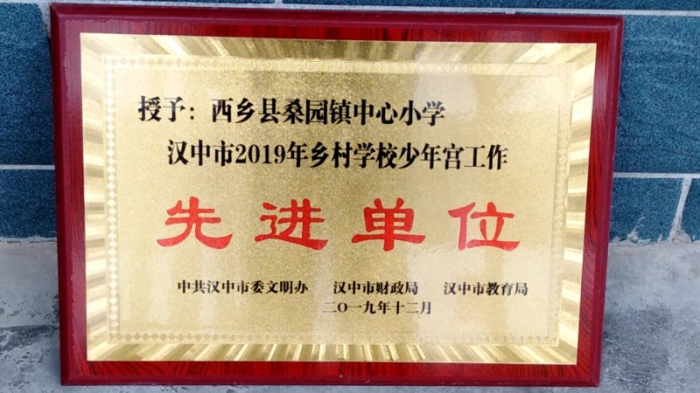 授予：西乡县桑园镇中心小学
汉中市2019年乡村学校少年宫工作
先进单位
中共汉中市委文明办 汉中市财政局 汉中市教育局
二〇一九年十二月